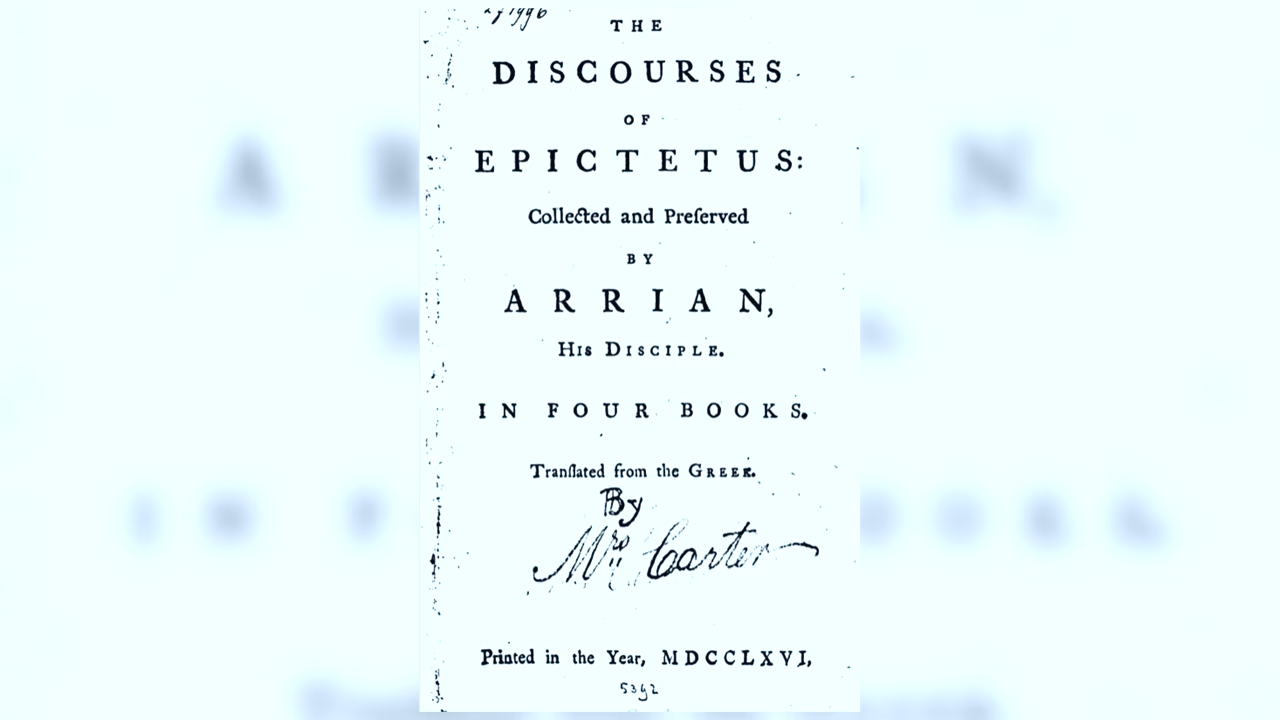 THE
DISCOURSES
OF
EPICTETUS:
Collected and Preſerved
BY
ARRIAN,
His DISCIPLE.
IN FOUR BOOKS.
Tranſlated from the GREEK.
By
Mrs Carter
Printed in the Year, MDCCLXVI,